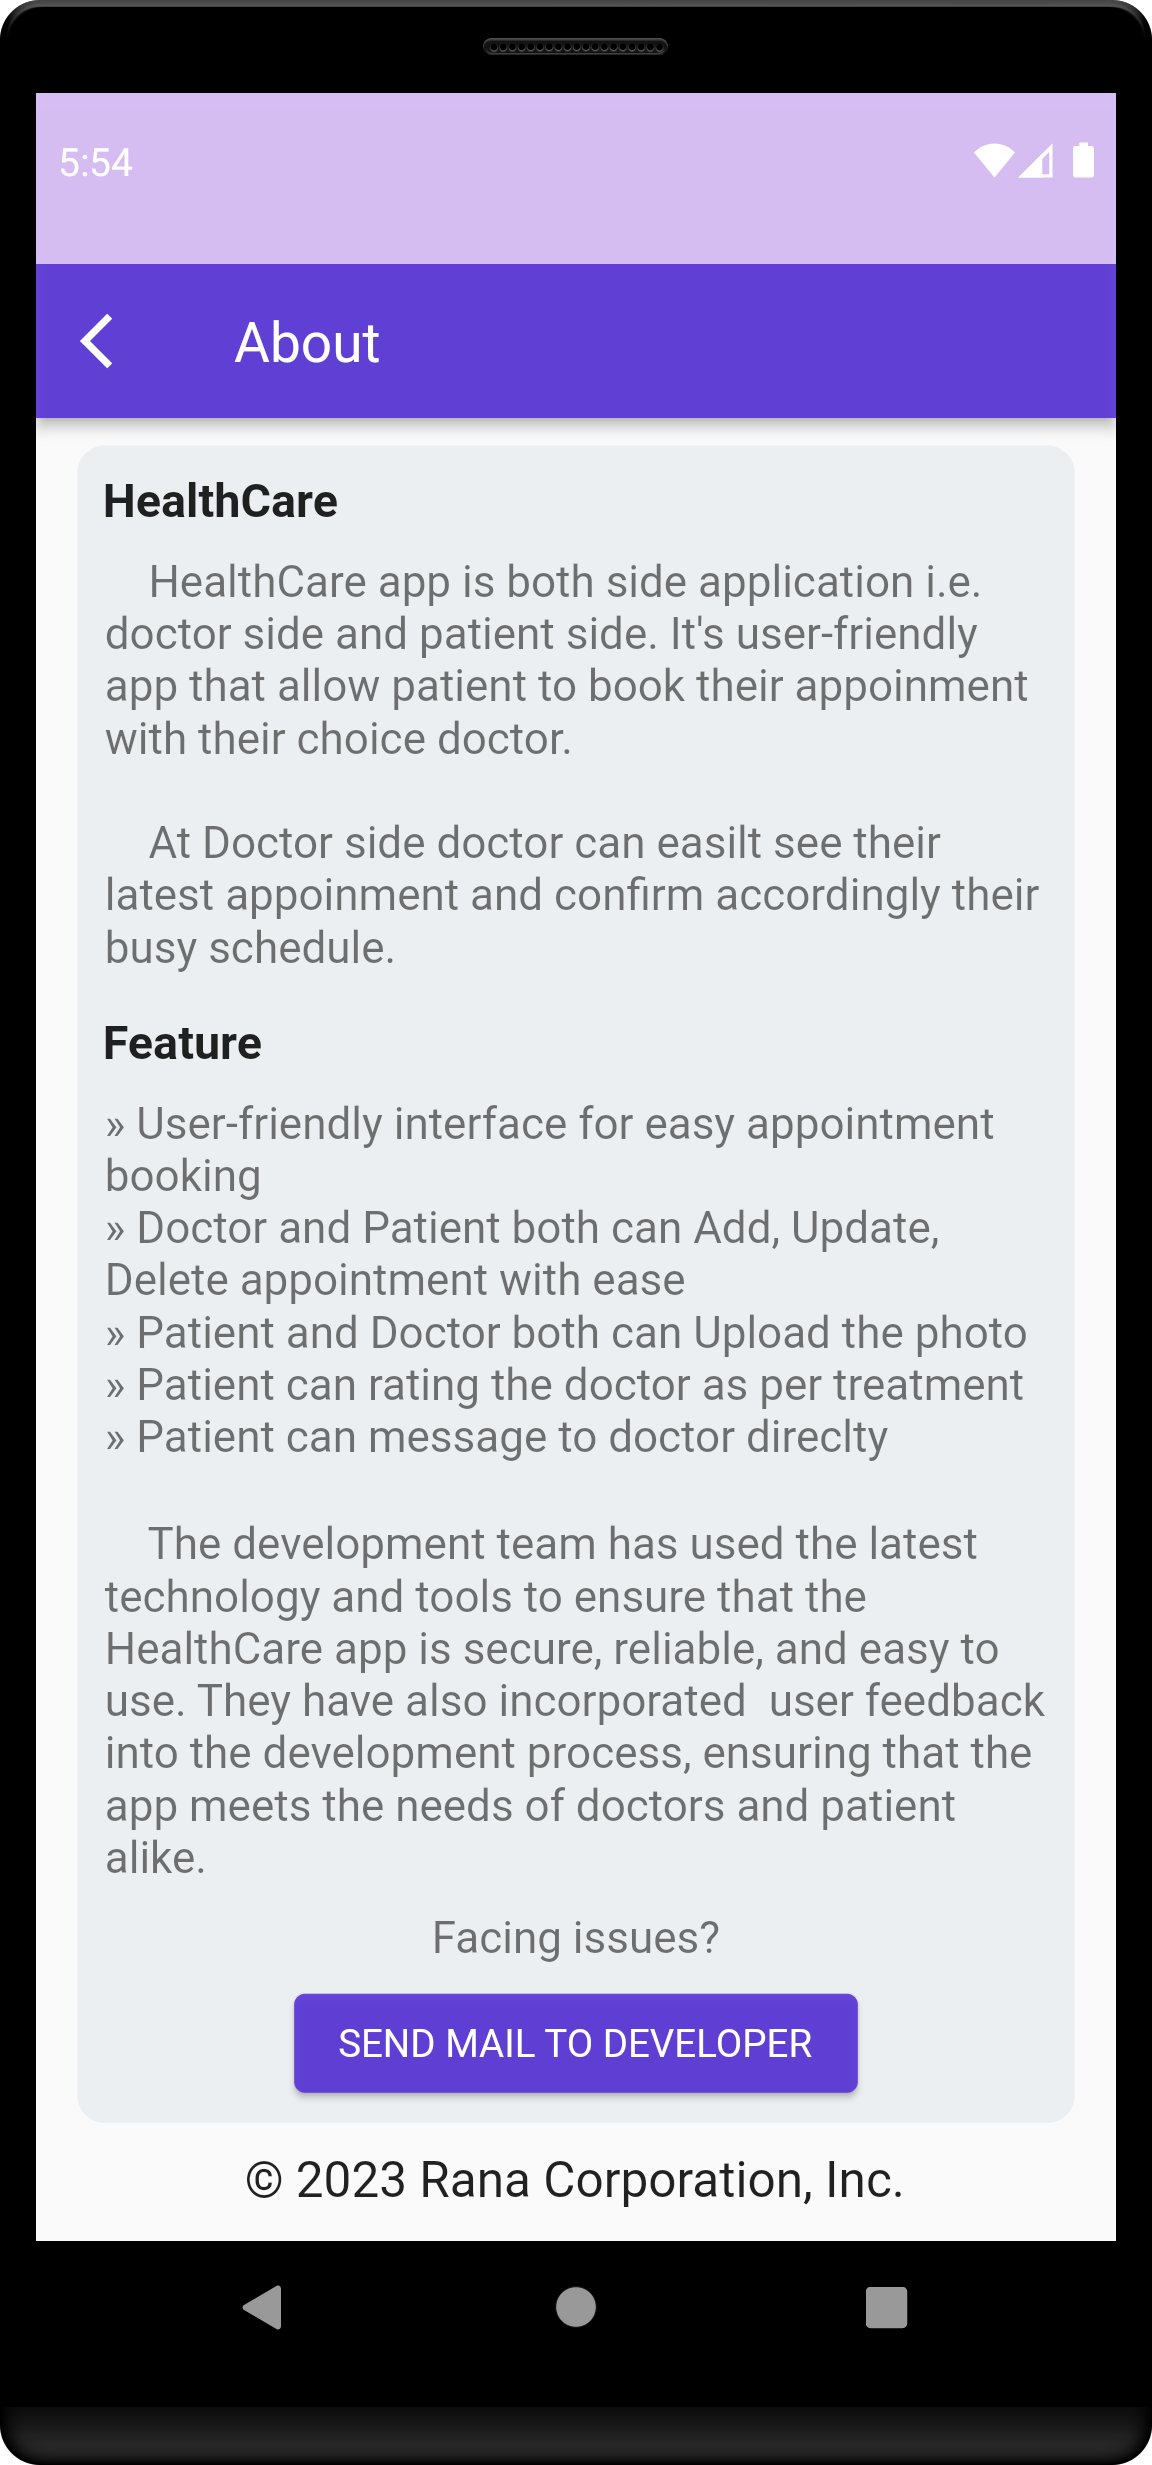 5:54
About
HealthCare
HealthCare app is both side application i.e.
doctor side and patient side. It's user-friendly
app that allow patient to book their appoinment
with their choice doctor.
At Doctor side doctor can easilt see their
latest appoinment and confirm accordingly their
busy schedule.
Feature
» User-friendly interface for easy appointment
booking
» Doctor and Patient both can Add, Update,
Delete appointment with ease
» Patient and Doctor both can Upload the photo
» Patient can rating the doctor as per treatment
» Patient can message to doctor direclty
The development team has used the latest
technology and tools to ensure that the
HealthCare app is secure, reliable, and easy to
use. They have also incorporated  user feedback
into the development process, ensuring that the
app meets the needs of doctors and patient
alike.
Facing issues?
SEND MAIL TO DEVELOPER
© 2023 Rana Corporation, Inc.